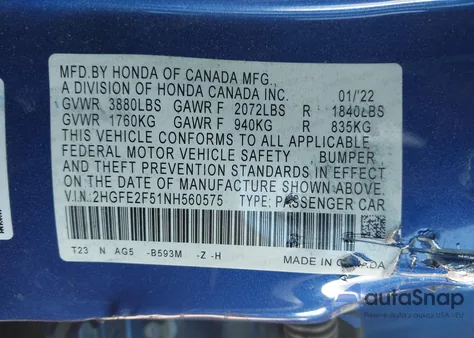 MFD.BY HONDA OF CANADA MFG.,
A DIVISION OF HONDA CANADA INC. 01/'22
GVWR 3880LBS GAWR F 2072LBS R 1840LBS
GVWR 1760KG GAWR F 940KG R 835KG
THIS VEHICLE CONFORMS TO ALL APPLICABLE
FEDERAL MOTOR VEHICLE SAFETY , BUMPER ,
AND THEFT PREVENTION STANDARDS IN EFFECT
ON THE DATE OF MANUFACTURE SHOWN ABOVE.
V.I.N:2HGFE2F51NH560575 TYPE: PASSENGER CAR
T23 N AG5 -B593M -Z -H
MADE IN CANADA
autoSnap